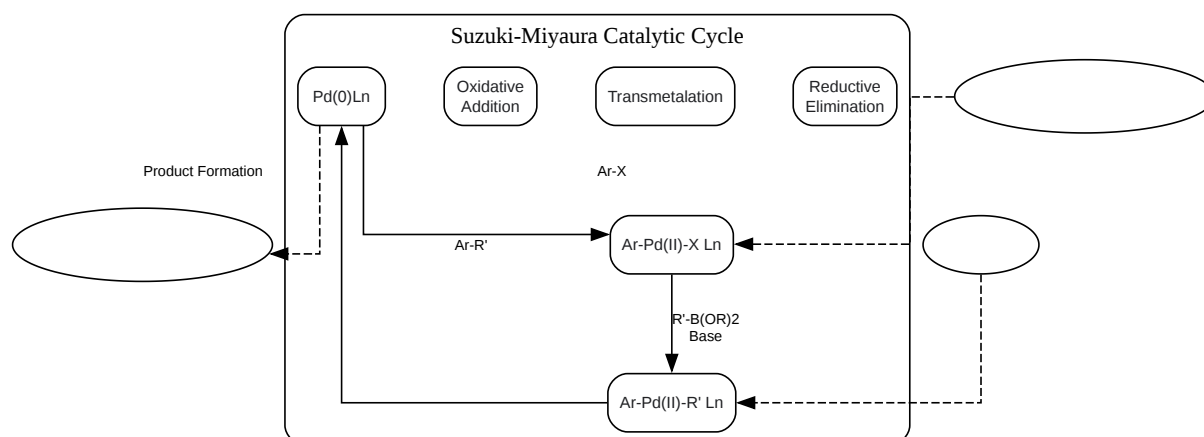 Suzuki-Miyaura Catalytic Cycle
Pd(0)Ln
Oxidative
Addition
Transmetalation
Reductive
Elimination
Product Formation
Ar-X
Ar-R'
Ar-Pd(II)-X Ln
R'-B(OR)2
Base
Ar-Pd(II)-R' Ln